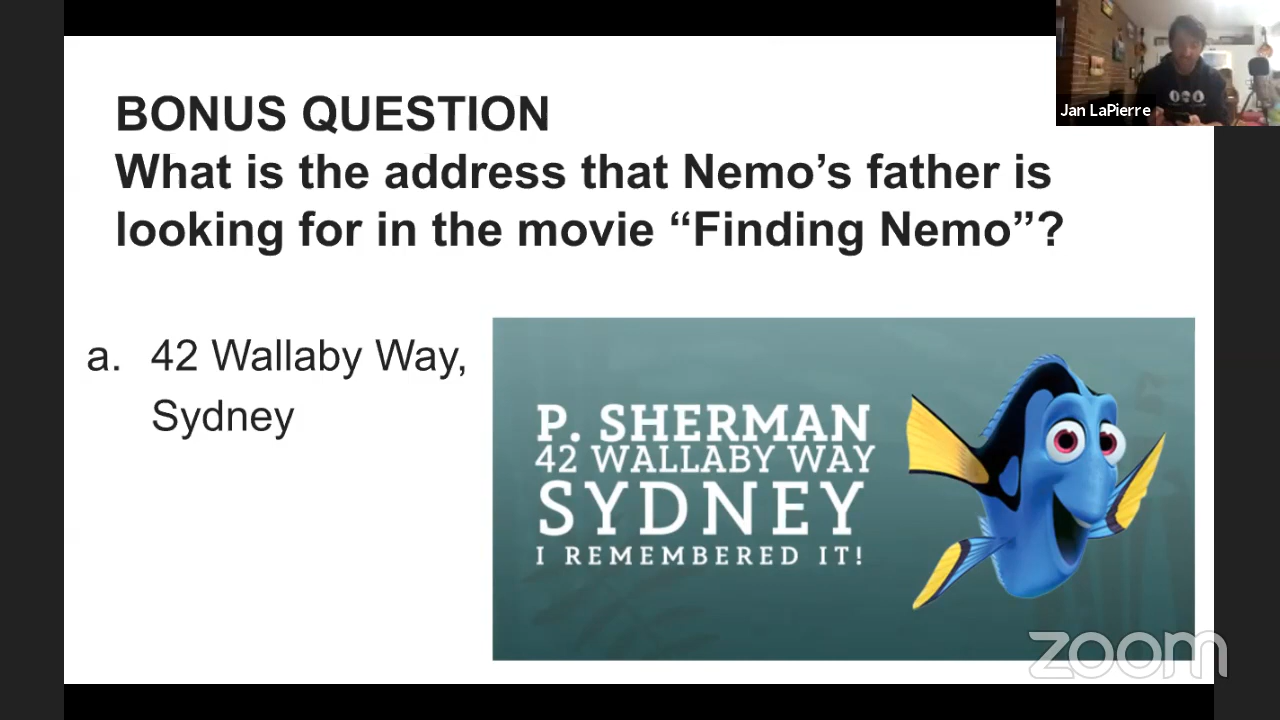 BONUS QUESTION
What is the address that Nemo’s father is
looking for in the movie “Finding Nemo”?
a. 42 Wallaby Way,
Sydney
P. SHERMAN
42 WALLABY WAY
SYDNEY
I REMEMBERED IT!
Jan LaPierre
zoom